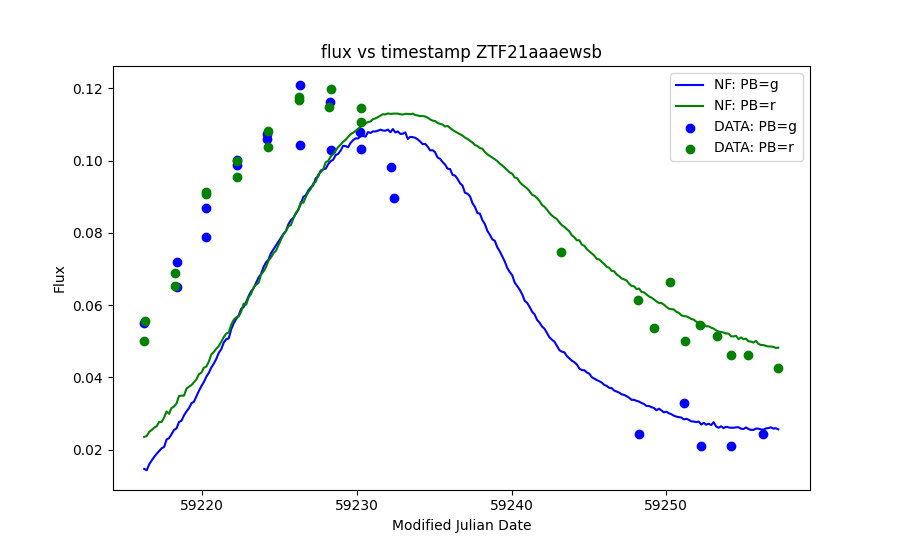 flux vs timestamp ZTF21aaaewsb
NF: PB=g
NF: PB=r
DATA: PB=g
DATA: PB=r
0.12
0.10
0.08
0.06
0.04
0.02
Flux
59220
59230
59240
59250
Modified Julian Date